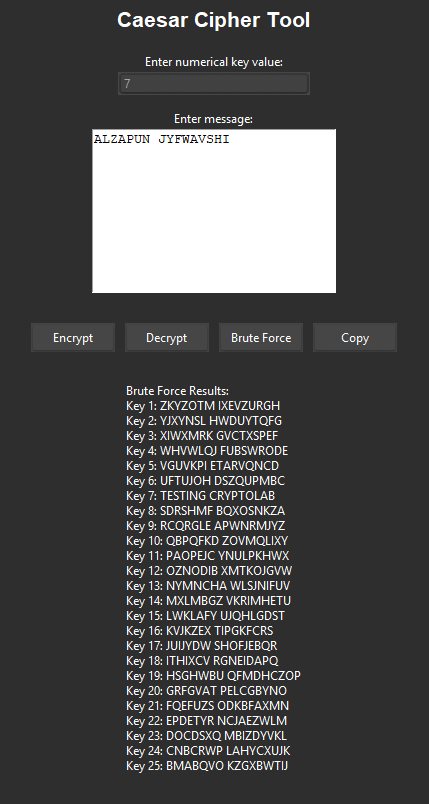 Caesar Cipher Tool
Enter numerical key value:
7
Enter message:
ALZAPUN JYFWAVSHI
Encrypt
Decrypt
Brute Force
Copy
Brute Force Results:
Key 1: ZKYZOTM IXEVZURGH
Key 2: YJXYNSL HWDUYTQFG
Key 3: XIWXMRK GVCTXSPEF
Key 4: WHVWLQJ FUBSWRODE
Key 5: VGUVKPI ETARVQNCD
Key 6: UFTUJOH DSZQUPMBC
Key 7: TESTING CRYPTOLAB
Key 8: SDRSHMF BQXOSNKZA
Key 9: RCQRGLE APWNRMJYZ
Key 10: QBPQFKD ZOVMQLIXY
Key 11: PAOPEJC YNULPKHWX
Key 12: OZNODIB XMTKOJGVW
Key 13: NYMNCHA WLSJNIFUV
Key 14: MXLMBGZ VKRIMHETU
Key 15: LWKLAFY UJQHLGDST
Key 16: KVJKZEX TIPGKFCRS
Key 17: JUIJYDW SHOFJEBQR
Key 18: ITHIXCV RGNEIDAPQ
Key 19: HSGHWBU QFMDHCZOP
Key 20: GRFGVAT PELCGBYNO
Key 21: FQEFUZS ODKBFAXMN
Key 22: EPDETYR NCJAEZWLM
Key 23: DOCDSXQ MBIZDYVKL
Key 24: CNBCRWP LAHYCXUJK
Key 25: BMABQVO KZGXBWTIJ